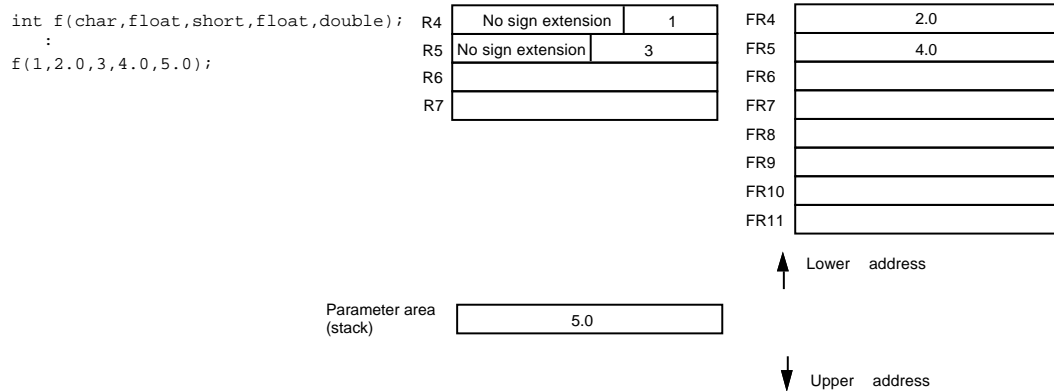 int f(char,float,short,float,double);
:
f(1,2.0,3,4.0,5.0);
R4 No sign extension 1
R5 No sign extension 3
R6
R7
FR4 2.0
FR5 4.0
FR6
FR7
FR8
FR9
FR10
FR11
Lower address
Parameter area
(stack)
5.0
Upper address